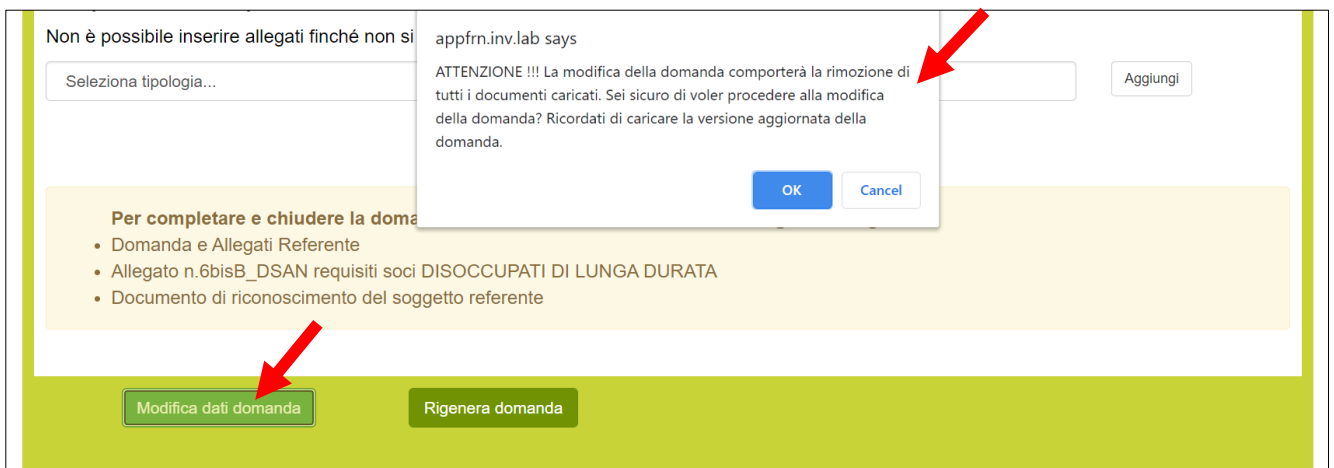 Non è possibile inserire allegati finché non si
appfrn.inv.lab says
ATTENZIONE !!! La modifica della domanda comporterà la rimozione di
tutti i documenti caricati. Sei sicuro di voler procedere alla modifica
della domanda? Ricordati di caricare la versione aggiornata della
domanda.
Seleziona tipologia...
Aggiungi
OK
Cancel
Per completare e chiudere la doma
• Domanda e Allegati Referente
• Allegato n.6bisB_DSAN requisiti soci DISOCCUPATI DI LUNGA DURATA
• Documento di riconoscimento del soggetto referente
Modifica dati domanda
Rigenera domanda